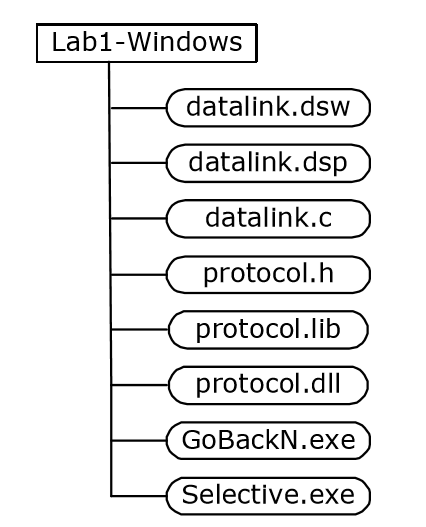 Lab1-Windows
datalink.dsw
datalink.dsp
datalink.c
protocol.h
protocol.lib
protocol.dll
GoBackN.exe
Selective.exe